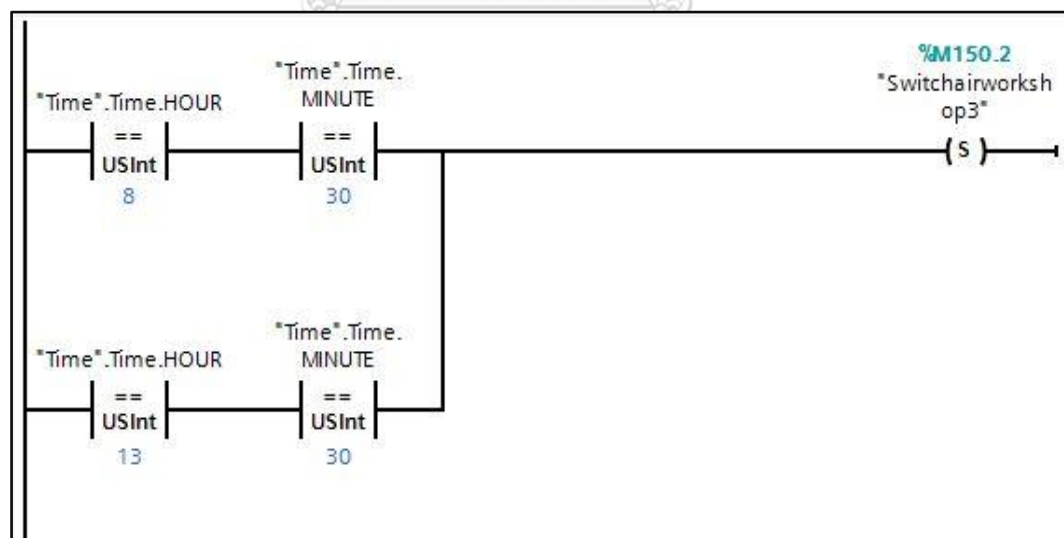 %M150.2
"Switchairworksh
op3"
"Time".Time.HOUR
"Time".Time.
MINUTE
==
USInt
8
==
USInt
30
( S )
"Time".Time.HOUR
"Time".Time.
MINUTE
==
USInt
13
==
USInt
30